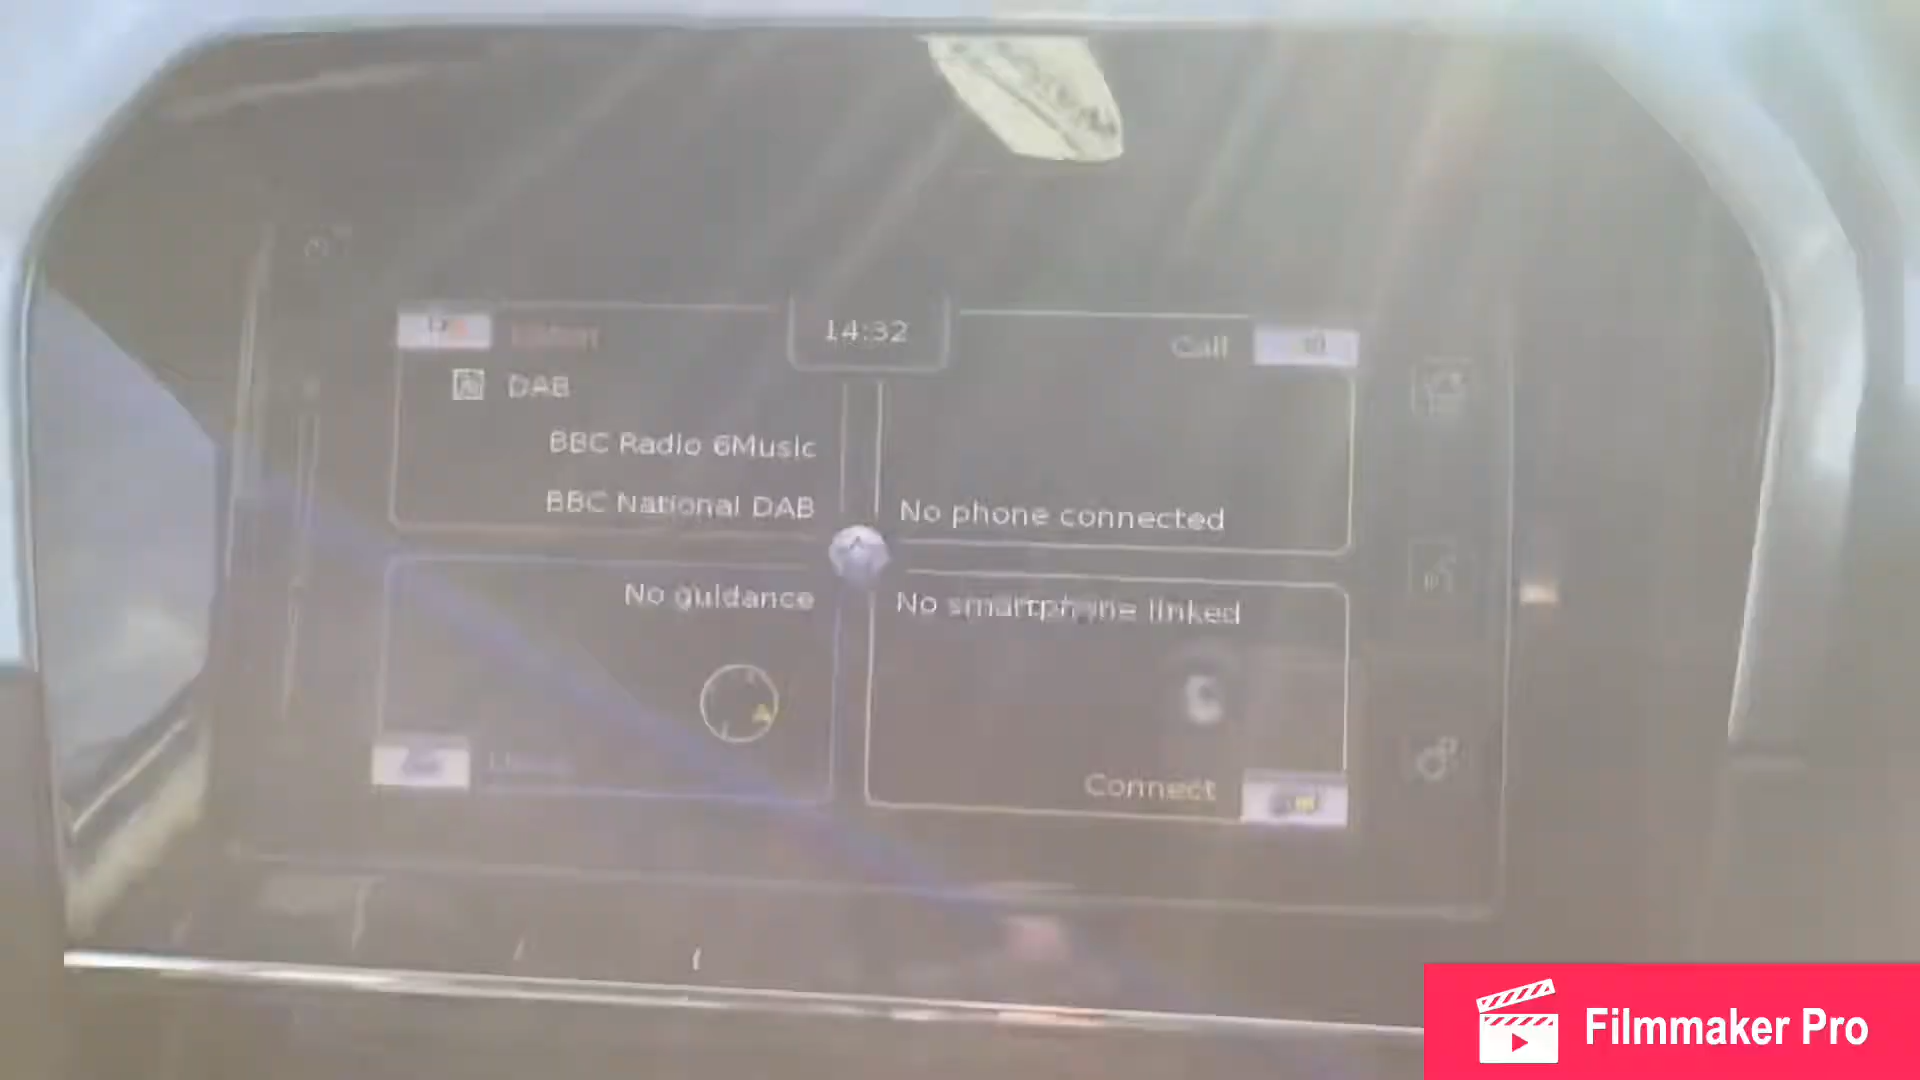 14:32
Call
DAB
BBC Radio 6Music
BBC National DAB
No phone connected
No guidance
No smartphone linked
Connect
Filmmaker Pro